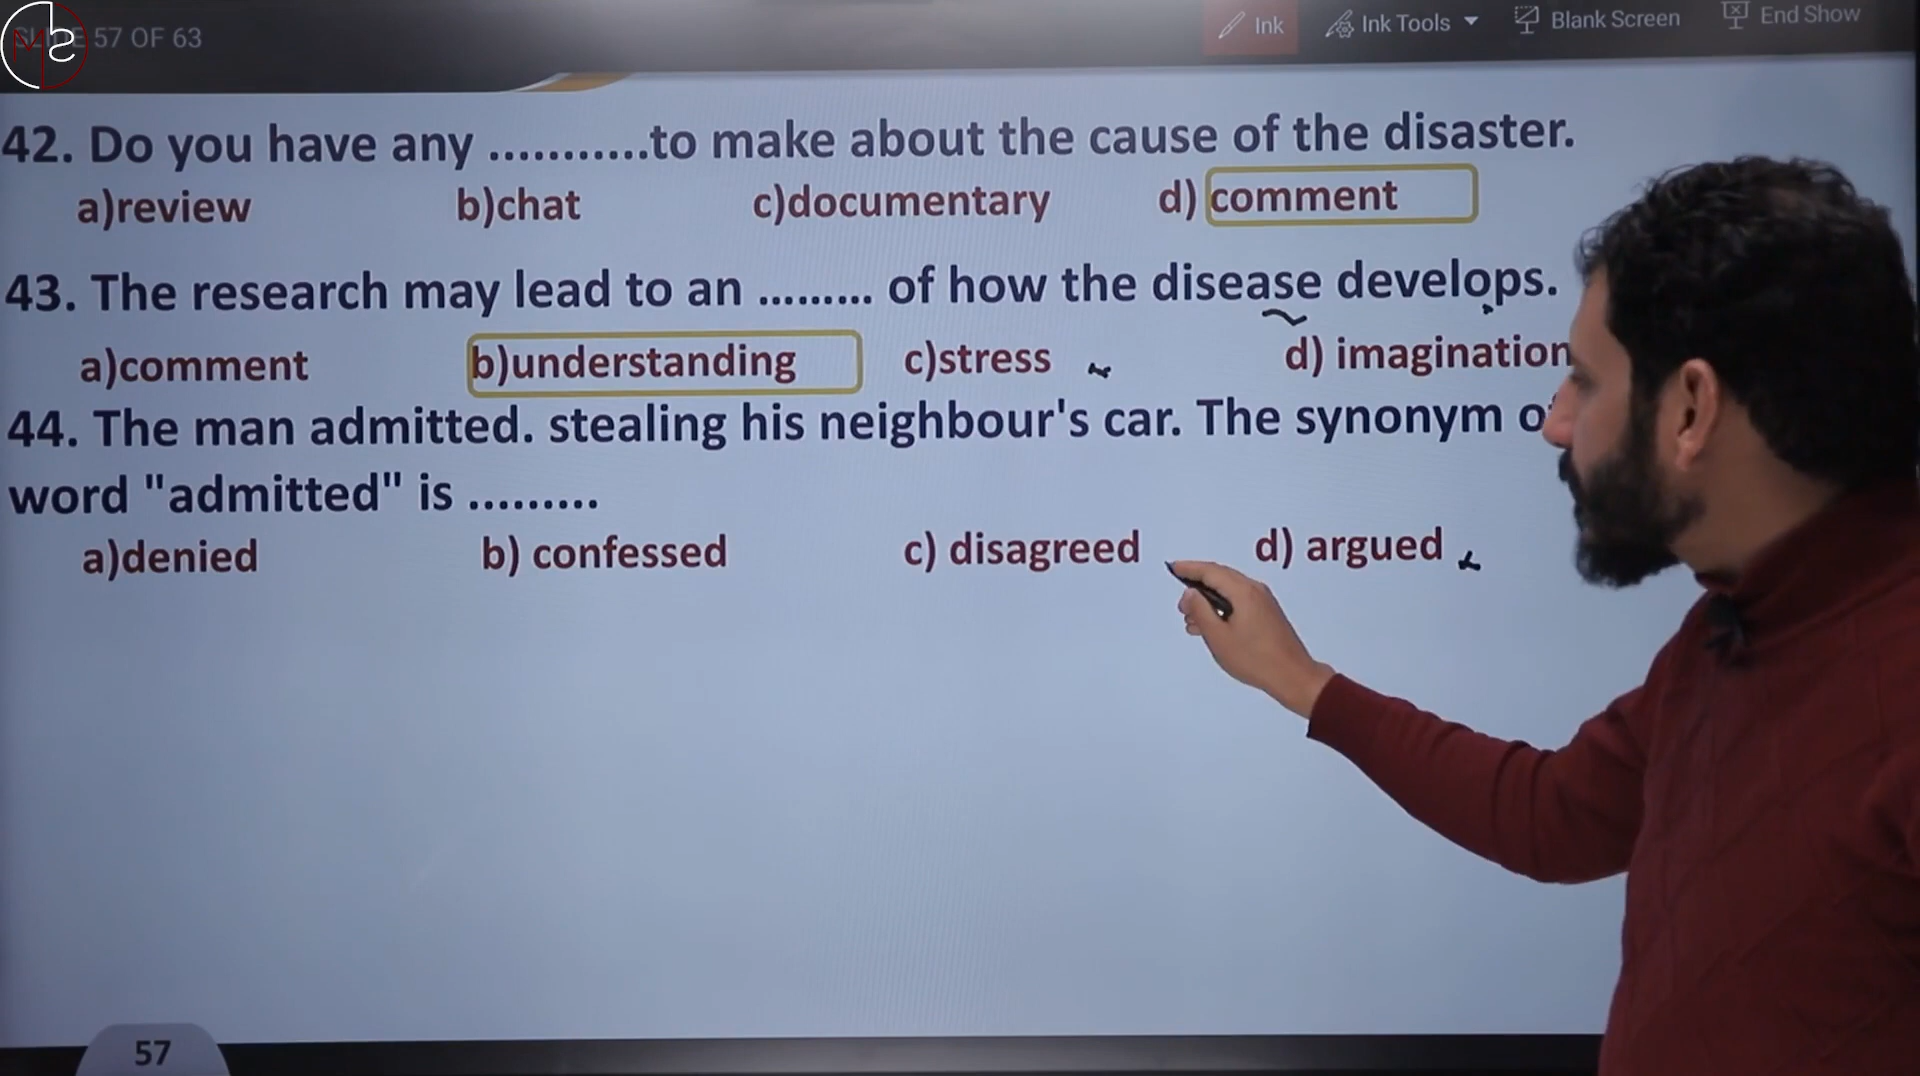 SLIDE 57 OF 63
Ink Ink Tools Blank Screen End Show
42. Do you have any ...........to make about the cause of the disaster.
a)review b)chat c)documentary d) comment
43. The research may lead to an ......... of how the disease develops.
a)comment b)understanding c)stress d) imagination
44. The man admitted. stealing his neighbour's car. The synonym
word "admitted" is .........
a)denied b) confessed c) disagreed d) argued
57